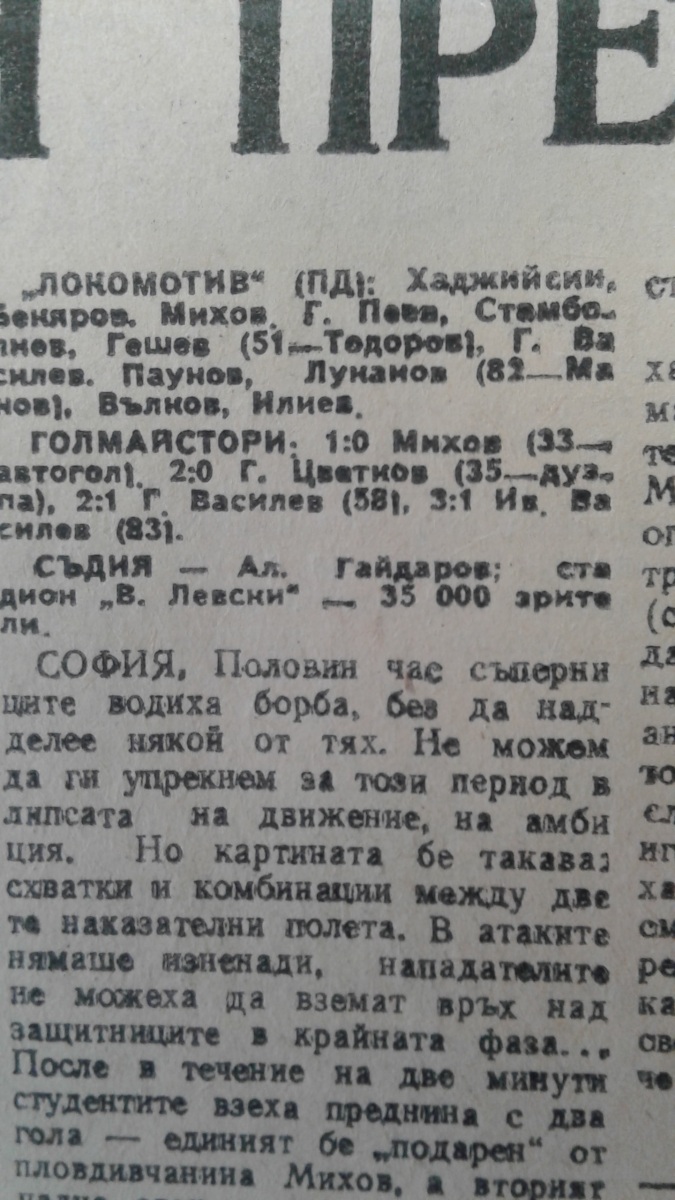 ПРЕ
„ЛОКОМОТИВ“ (ПД): Хаджийски,
Бекяров. Михов, Г. Пеев, Стамбо-
лиев, Гешев (51—Тодоров), Г. Ва
силев. Паунов, Лунанов (82—Ма
нов), Вълков, Илиев.
ГОЛМАЙСТОРИ: 1:0 Михов (33—
автогол), 2:0 Г. Цветков (35—дуз-
па), 2:1 Г. Василев (58), 3:1 Ив. Ва
силев (83).
СЪДИЯ — Ал. Гайдаров; ста
дион „В. Левски“ — 35 000 зрите
ли.
СОФИЯ, Половин час съперни
ците водиха борба, без да над-
делее някой от тях. Не можем
да ги упрекнем за този период в
липсата на движение, на амби
ция. Но картината бе такава:
схватки и комбинации между две
те наказателни полета. В атаките
нямаше изненади, нападателите
не можеха да вземат връх над
защитниците в крайната фаза...
После в течение на две минути
студентите взеха преднина с два
гола — единият бе „подарен“ от
пловдивчанина Михов, а вторият